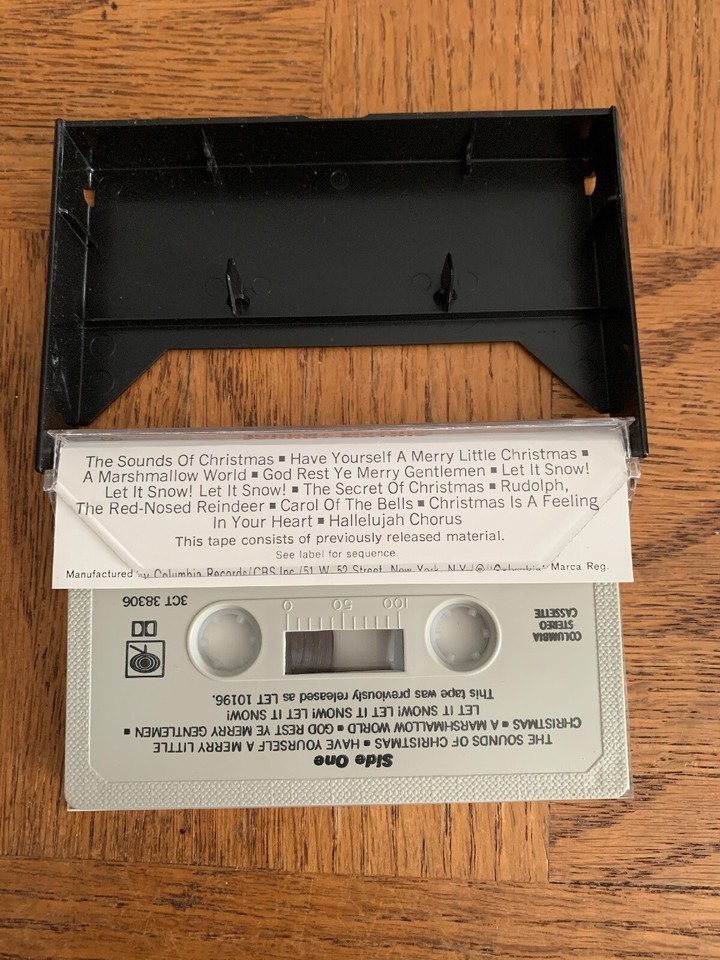 The Sounds Of Christmas ■ Have Yourself A Merry Little Christmas ■
A Marshmallow World ■ God Rest Ye Merry Gentlemen ■ Let It Snow!
Let It Snow! Let It Snow! ■ The Secret Of Christmas ■ Rudolph,
The Red-Nosed Reindeer ■ Carol Of The Bells ■ Christmas Is A Feeling
In Your Heart ■ Hallelujah Chorus
This tape consists of previously released material.
See label for sequence.
Manufactured by Columbia Records/CBS Inc./51 W. 52 Street, New York, N.Y./ Marca Reg.
Side One
THE SOUNDS OF CHRISTMAS ■ HAVE YOURSELF A MERRY LITTLE
CHRISTMAS ■ A MARSHMALLOW WORLD ■ GOD REST YE MERRY GENTLEMEN ■
LET IT SNOW! LET IT SNOW! LET IT SNOW!
This tape was previously released as LET 10196.
COLUMBIA
STEREO
CASSETTE
100 50 0
3CT 38306